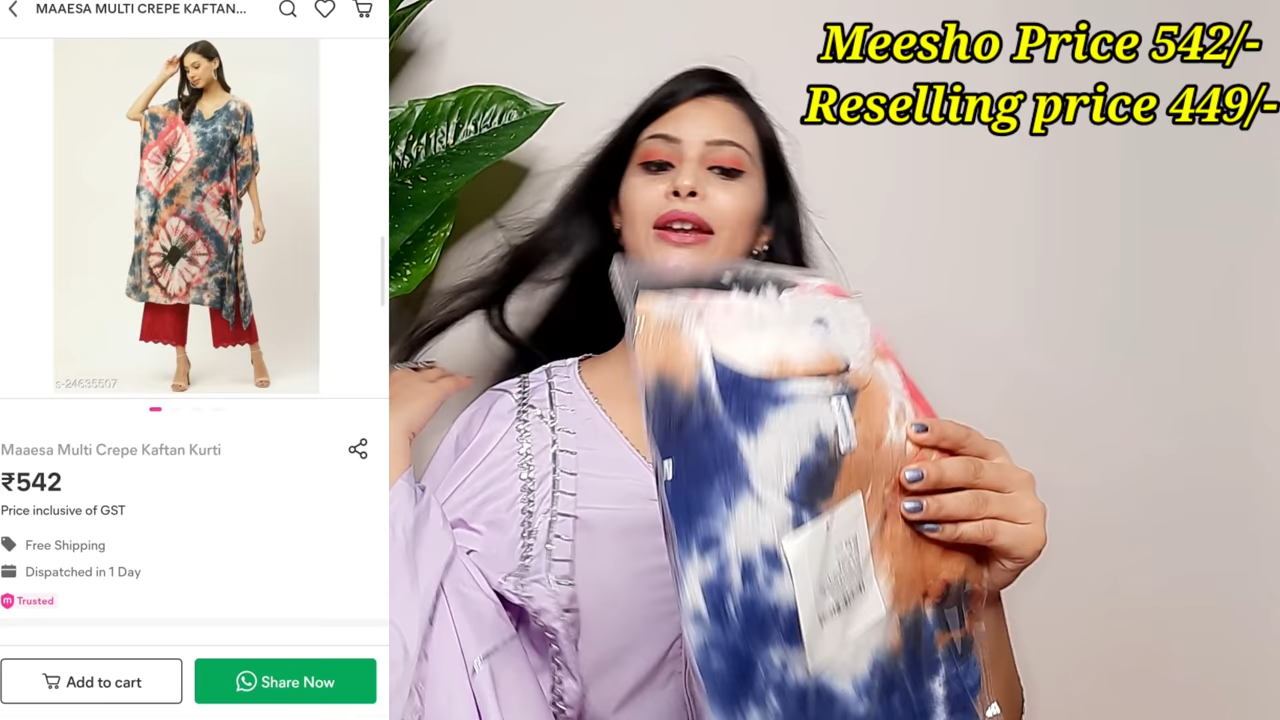 MAAESA MULTI CREPE KAFTAN...
s-24635507
Maaesa Multi Crepe Kaftan Kurti
₹542
Price inclusive of GST
Free Shipping
Dispatched in 1 Day
m Trusted
Add to cart
Share Now
Meesho Price 542/-
Reselling price 449/-